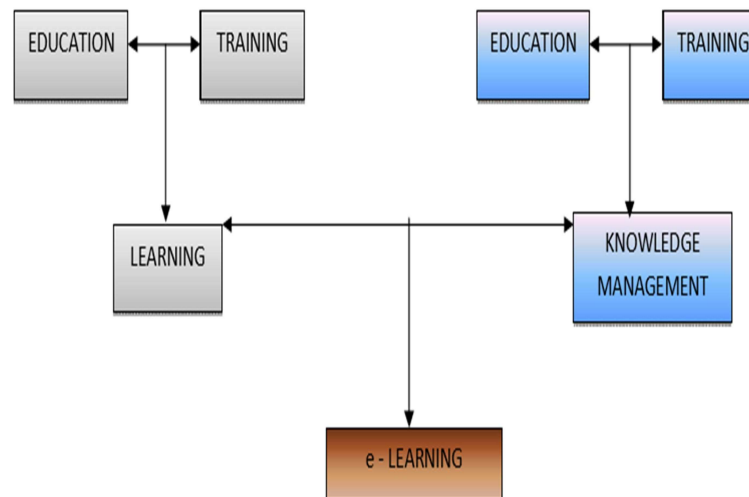 EDUCATION
TRAINING
EDUCATION
TRAINING
LEARNING
KNOWLEDGE
MANAGEMENT
e - LEARNING